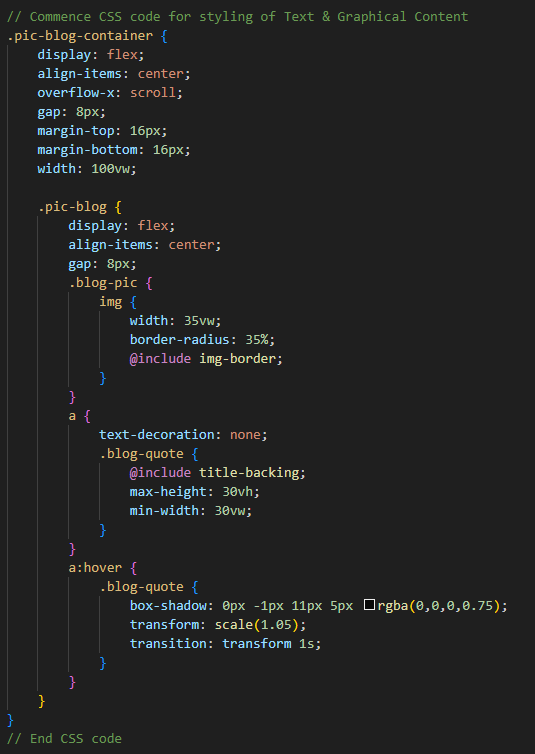 // Commence CSS code for styling of Text & Graphical Content
.pic-blog-container {
    display: flex;
    align-items: center;
    overflow-x: scroll;
    gap: 8px;
    margin-top: 16px;
    margin-bottom: 16px;
    width: 100vw;

    .pic-blog {
        display: flex;
        align-items: center;
        gap: 8px;
        .blog-pic {
            img {
                width: 35vw;
                border-radius: 35%;
                @include img-border;
            }
        }
        a {
            text-decoration: none;
            .blog-quote {
                @include title-backing;
                max-height: 30vh;
                min-width: 30vw;
            }
        }
        a:hover {
            .blog-quote {
                box-shadow: 0px -1px 11px 5px rgba(0,0,0,0.75);
                transform: scale(1.05);
                transition: transform 1s;
            }
        }
    }
}
// End CSS code